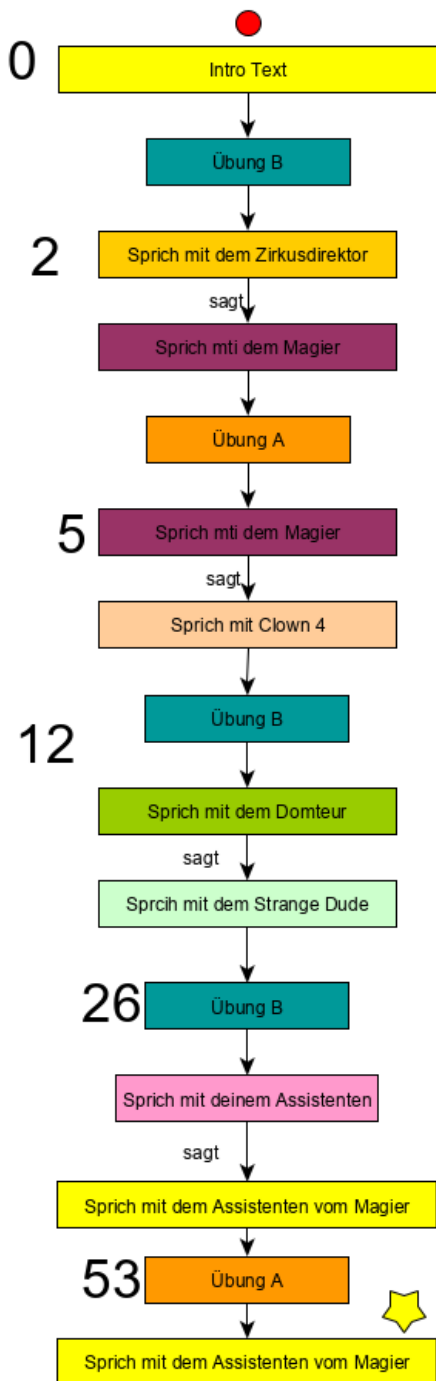 0
Intro Text
Übung B
2
Sprich mit dem Zirkusdirektor
sagt
Sprich mti dem Magier
Übung A
5
Sprich mti dem Magier
sagt
Sprich mit Clown 4
Übung B
12
Sprich mit dem Domteur
sagt
Sprcih mit dem Strange Dude
26
Übung B
Sprich mit deinem Assistenten
sagt
Sprich mit dem Assistenten vom Magier
53
Übung A
Sprich mit dem Assistenten vom Magier